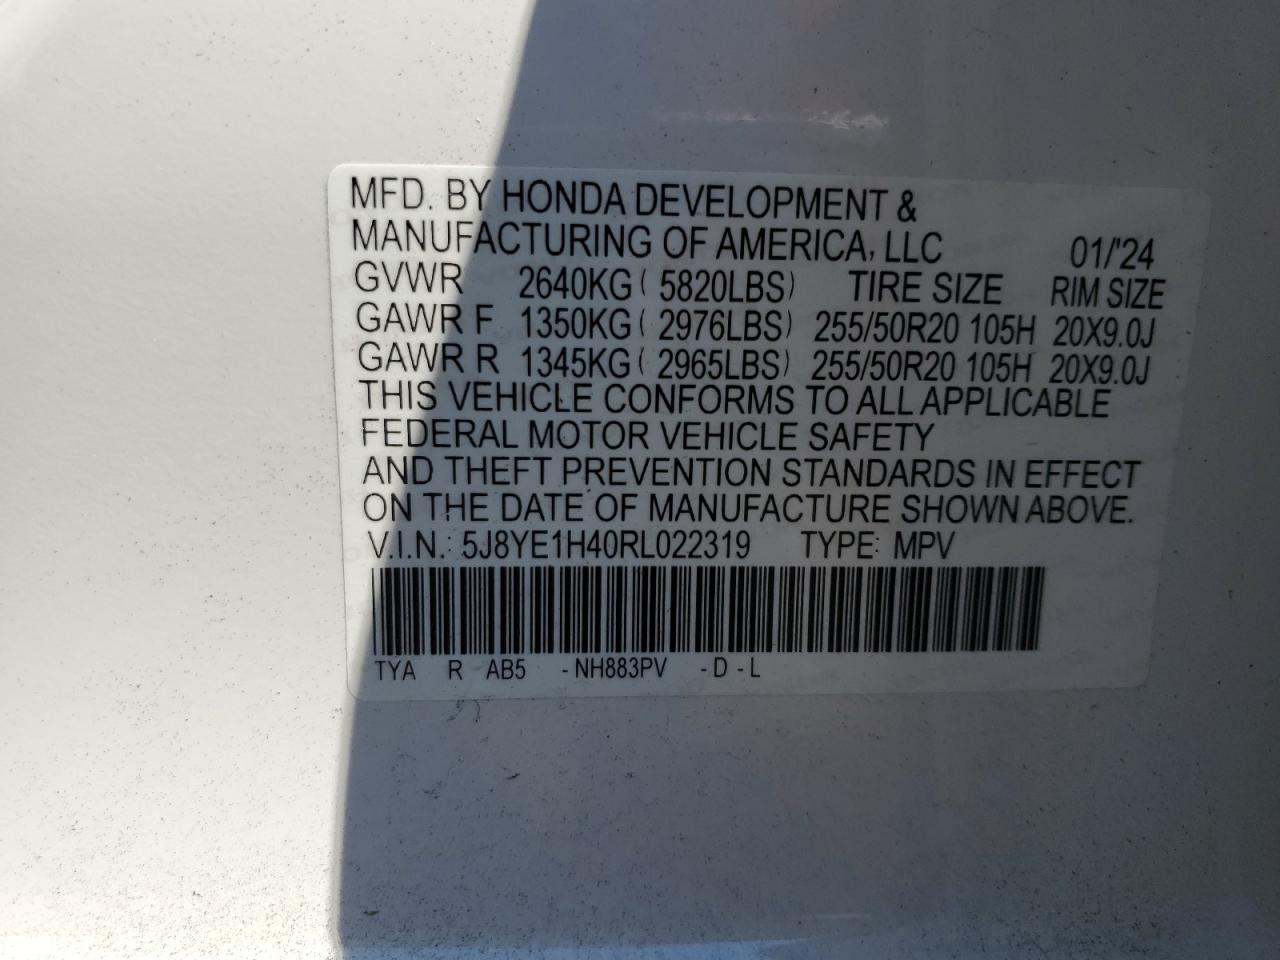 MFD. BY HONDA DEVELOPMENT &
MANUFACTURING OF AMERICA, LLC 01/'24
GVWR 2640KG ( 5820LBS) TIRE SIZE RIM SIZE
GAWR F 1350KG ( 2976LBS) 255/50R20 105H 20X9.0J
GAWR R 1345KG ( 2965LBS) 255/50R20 105H 20X9.0J
THIS VEHICLE CONFORMS TO ALL APPLICABLE
FEDERAL MOTOR VEHICLE SAFETY
AND THEFT PREVENTION STANDARDS IN EFFECT
ON THE DATE OF MANUFACTURE SHOWN ABOVE.
V.I.N. : 5J8YE1H40RL022319 TYPE: MPV
TYA R AB5 -NH883PV -D-L